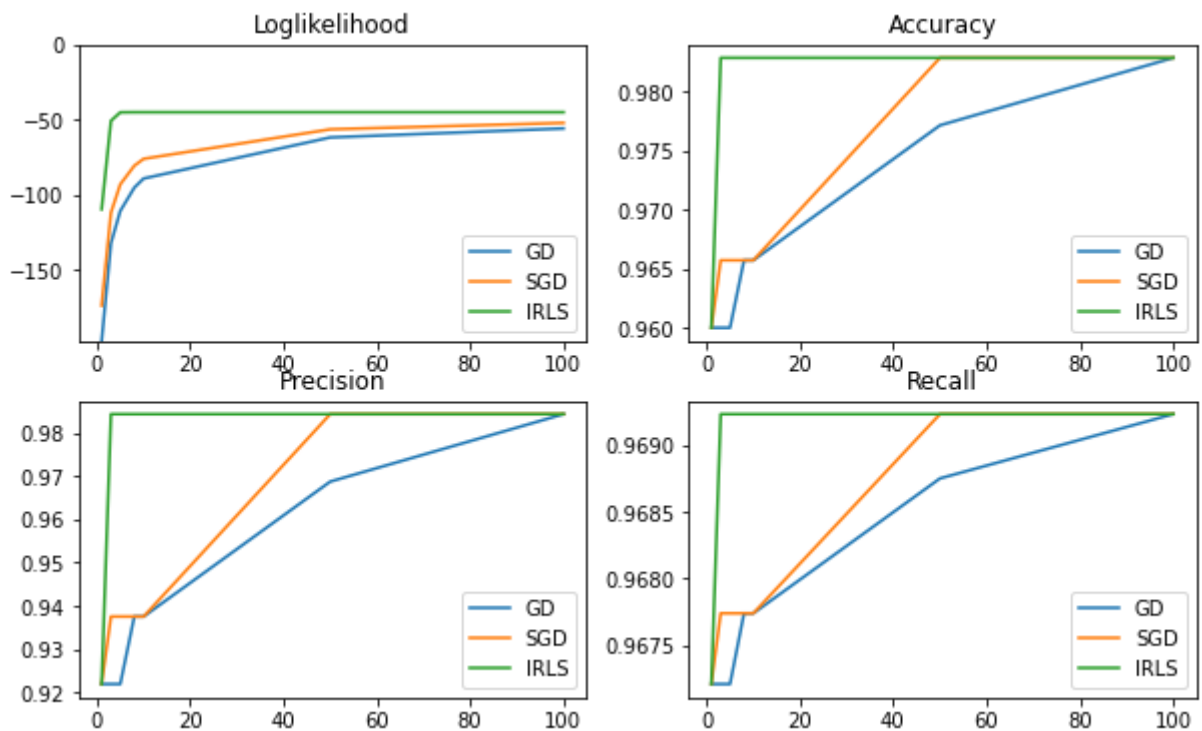 Loglikelihood
0
−50
−100
−150
GD
SGD
IRLS
0 20 40 60 80 100
Accuracy
0.980
0.975
0.970
0.965
0.960
GD
SGD
IRLS
0 20 40 60 80 100
Precision
0.98
0.97
0.96
0.95
0.94
0.93
0.92
GD
SGD
IRLS
0 20 40 60 80 100
Recall
0.9690
0.9685
0.9680
0.9675
GD
SGD
IRLS
0 20 40 60 80 100